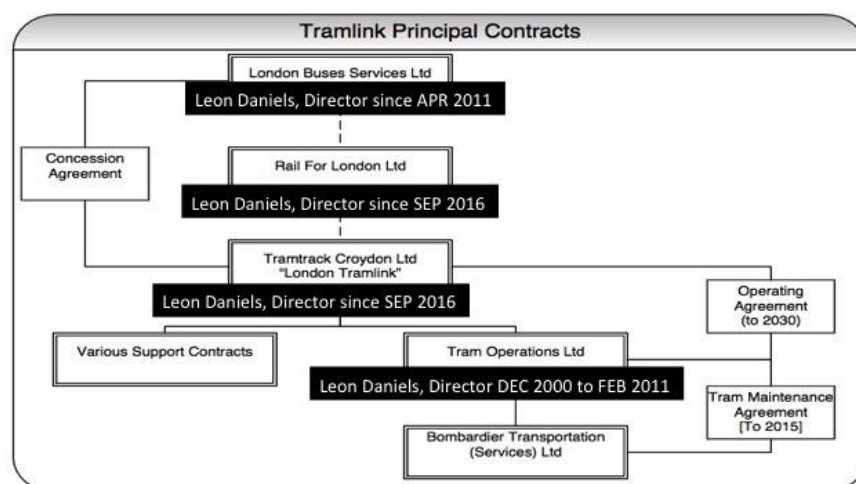 Tramlink Principal Contracts
London Buses Services Ltd
Leon Daniels, Director since APR 2011
Concession
Agreement
Rail For London Ltd
Leon Daniels, Director since SEP 2016
Tramtrack Croydon Ltd
"London Tramlink"
Leon Daniels, Director since SEP 2016
Operating
Agreement
(to 2030)
Various Support Contracts
Tram Operations Ltd
Leon Daniels, Director DEC 2000 to FEB 2011
Tram Maintenance
Agreement
[To 2015]
Bombardier Transportation
(Services) Ltd